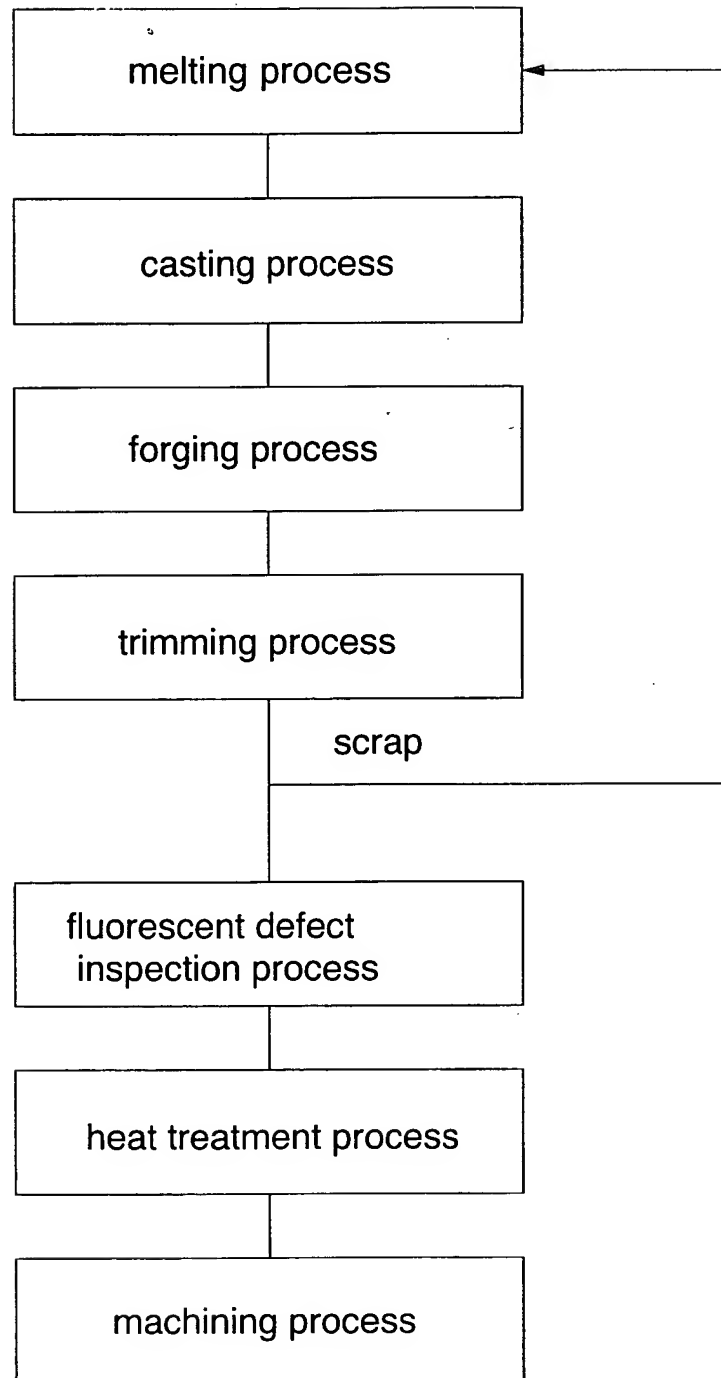 melting process
casting process
forging process
trimming process
scrap
fluorescent defect
inspection process
heat treatment process
machining process